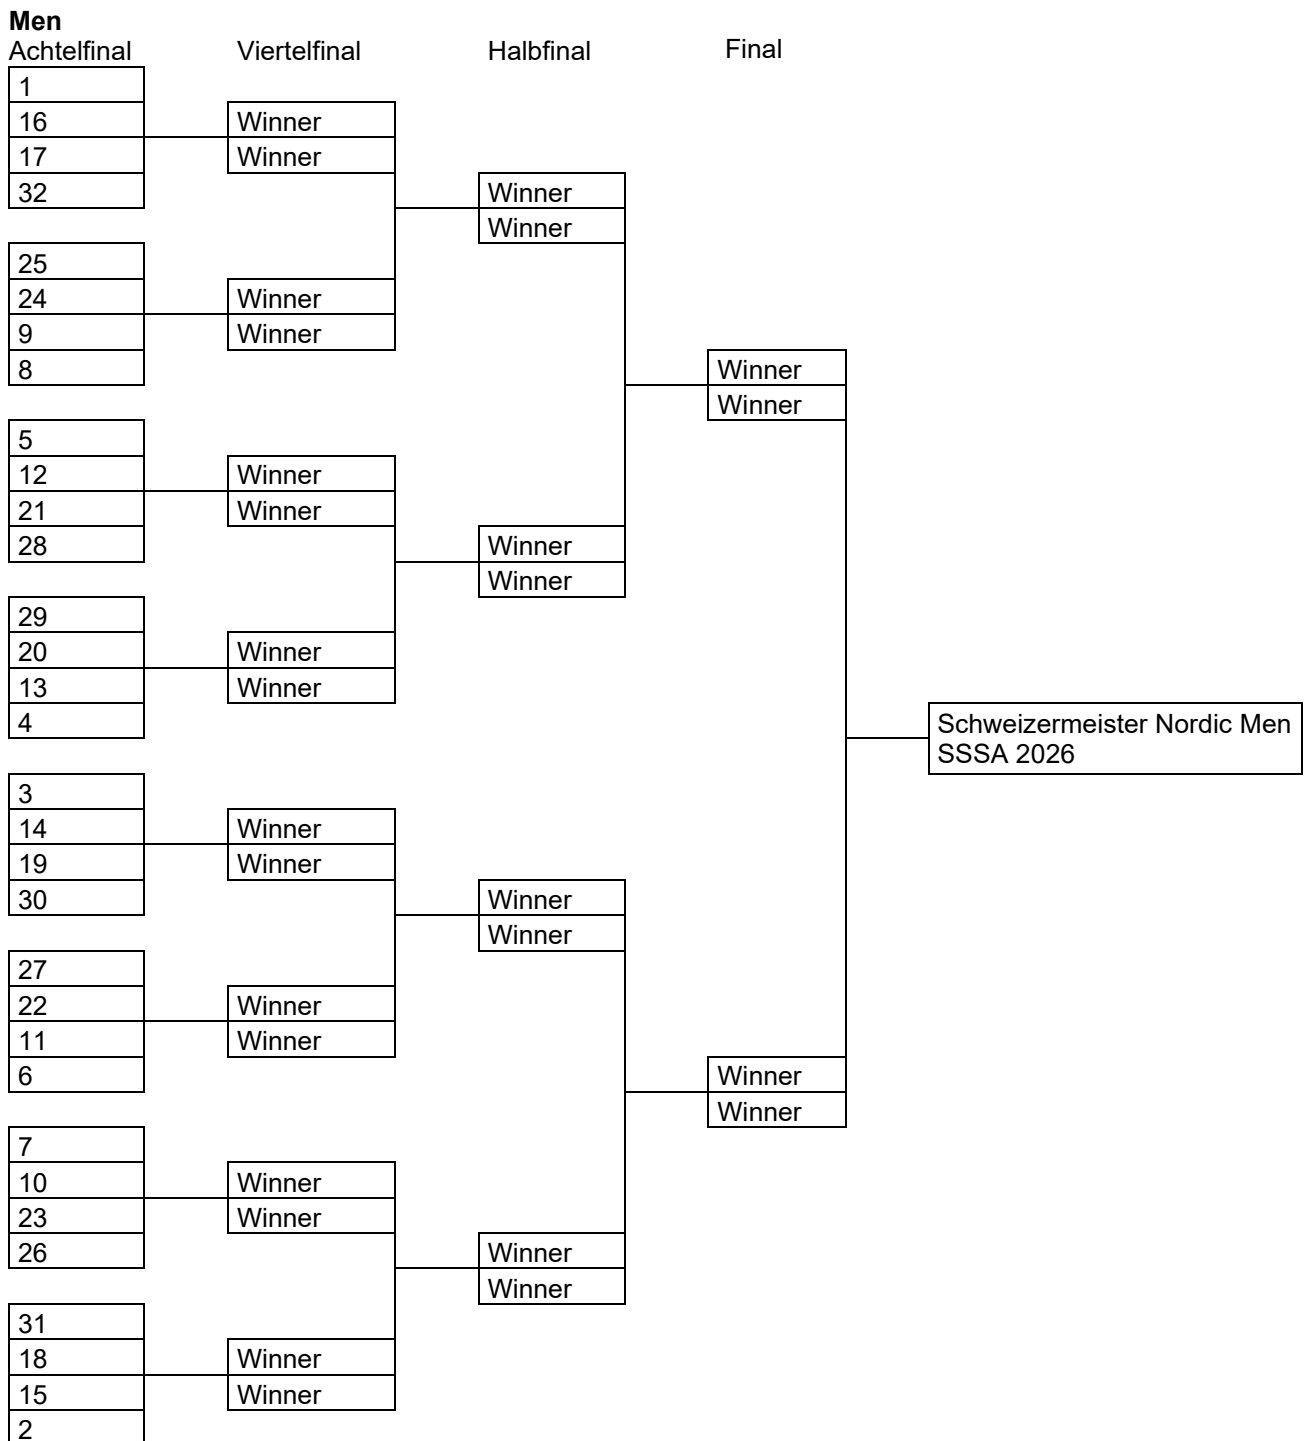 Men
Achtelfinal Viertelfinal Halbfinal Final
1
16 Winner
17 Winner
32 Winner
Winner
25
24 Winner
9 Winner
8 Winner
Winner
5
12 Winner
21 Winner
28 Winner
Winner
29
20 Winner
13 Winner
4 Schweizermeister Nordic Men
SSSA 2026
3
14 Winner
19 Winner
30 Winner
Winner
27
22 Winner
11 Winner
6 Winner
Winner
7
10 Winner
23 Winner
26 Winner
Winner
31
18 Winner
15 Winner
2